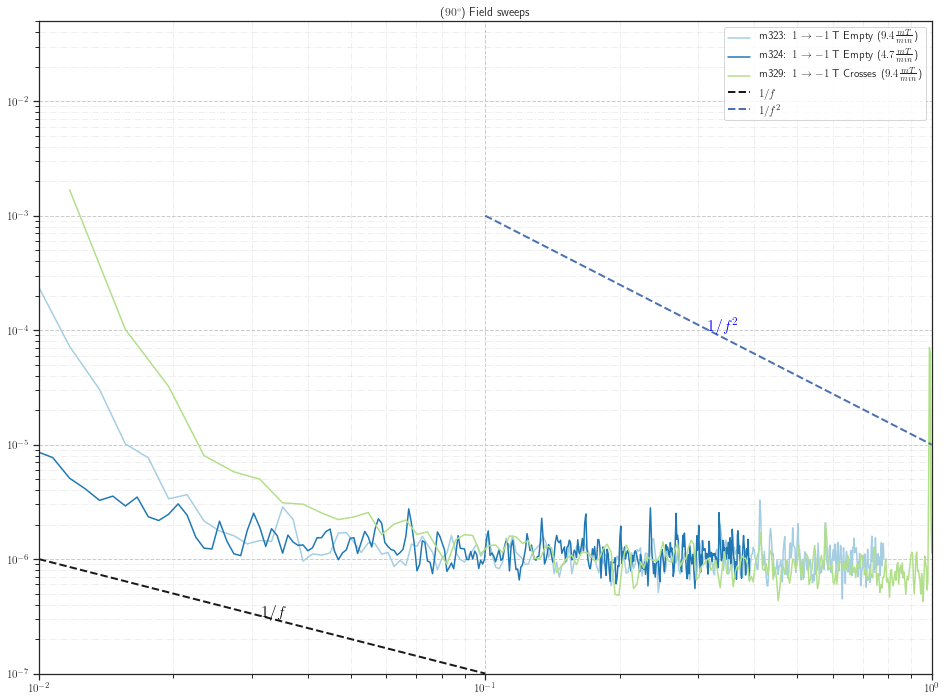 (90°) Field sweeps
m323: 1 → −1 T Empty (9.4 mT/min)
m324: 1 → −1 T Empty (4.7 mT/min)
m329: 1 → −1 T Crosses (9.4 mT/min)
1/f
1/f²
10⁻²
10⁻³
1/f²
10⁻⁴
10⁻⁵
10⁻⁶
1/f
10⁻⁷
10⁻² 10⁻¹ 10⁰